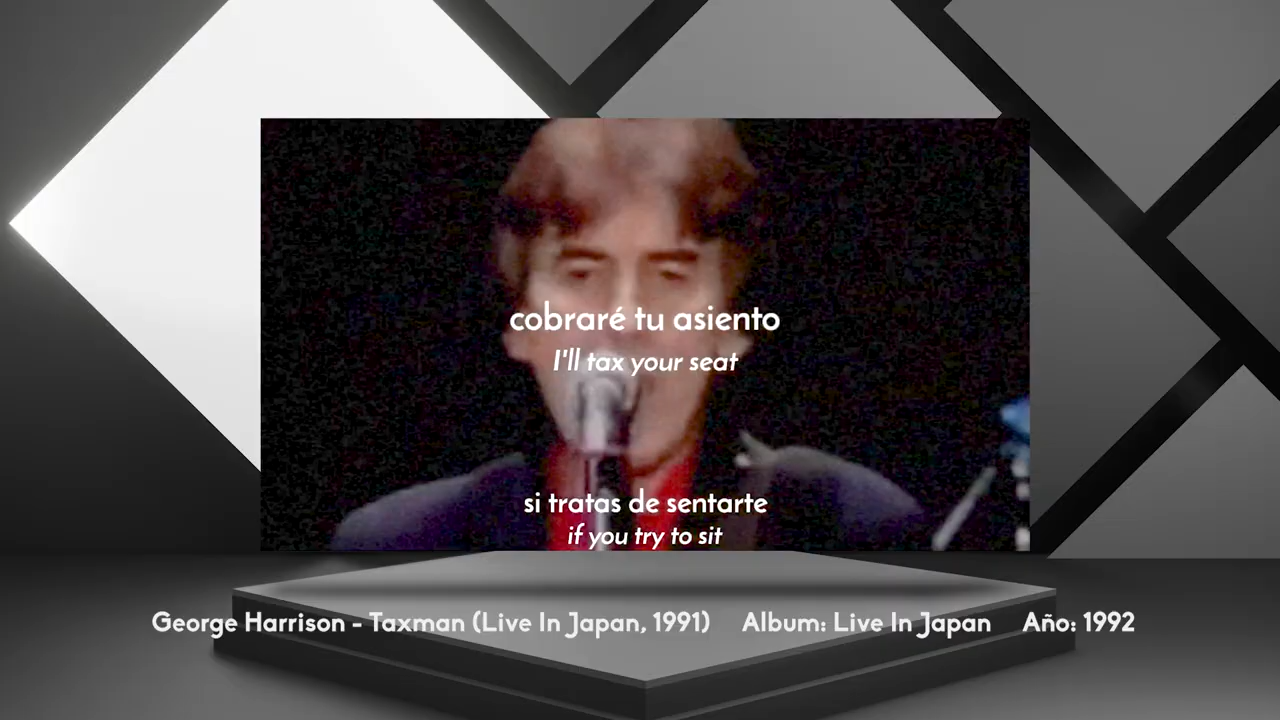 cobraré tu asiento
I'll tax your seat
si tratas de sentarte
if you try to sit
George Harrison - Taxman (Live In Japan, 1991) Album: Live In Japan Año: 1992